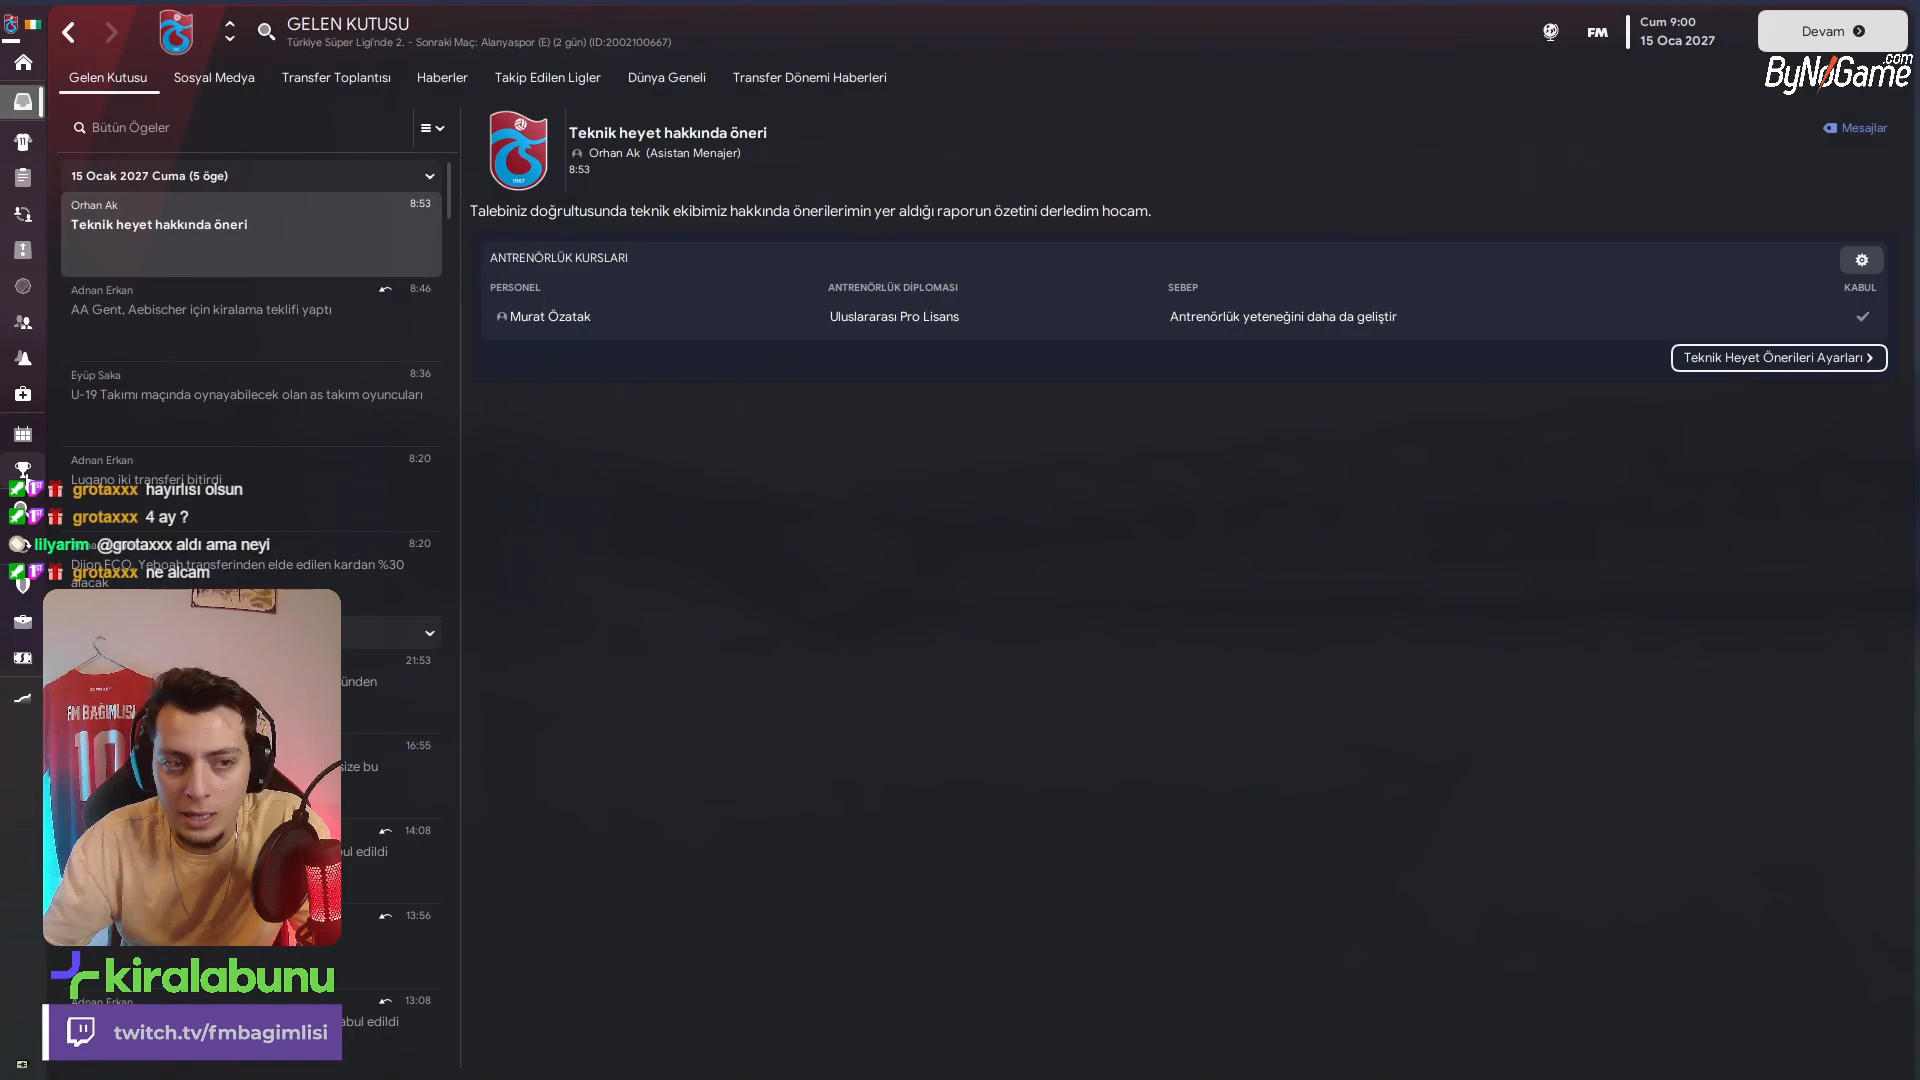 GELEN KUTUSU
Türkiye Süper Ligi'nde 2. - Sonraki Maç: Alanyaspor (E) (2 gün) (ID:2002100667)
FM
Cum 9:00
15 Oca 2027
Devam
ByNoGame.com
Gelen Kutusu
Sosyal Medya
Transfer Toplantısı
Haberler
Takip Edilen Ligler
Dünya Geneli
Transfer Dönemi Haberleri
Bütün Ögeler
15 Ocak 2027 Cuma (5 öge)
Orhan Ak
8:53
Teknik heyet hakkında öneri
Adnan Erkan
8:46
AA Gent, Aebischer için kiralama teklifi yaptı
Eyüp Saka
8:36
U-19 Takımı maçında oynayabilecek olan as takım oyuncuları
Adnan Erkan
8:20
Lugano iki transferi bitirdi
grotaxxx hayırlısı olsun
grotaxxx 4 ay ?
8:20
lilyarim @grotaxxx aldı ama neyi
Dijon FCO, Yeboah transferinden elde edilen kardan %30
alacak
grotaxxx ne alcam
21:53
ünden
16:55
size bu
14:08
ul edildi
13:56
Adnan Erkan
13:08
abul edildi
FM BAĞIMLISI
10
kiralabunu
twitch.tv/fmbagimlisi
Teknik heyet hakkında öneri
Orhan Ak (Asistan Menajer)
8:53
Mesajlar
Talebiniz doğrultusunda teknik ekibimiz hakkında önerilerimin yer aldığı raporun özetini derledim hocam.
ANTRENÖRLÜK KURSLARI
PERSONEL
ANTRENÖRLÜK DİPLOMASI
SEBEP
KABUL
Murat Özatak
Uluslararası Pro Lisans
Antrenörlük yeteneğini daha da geliştir
Teknik Heyet Önerileri Ayarları